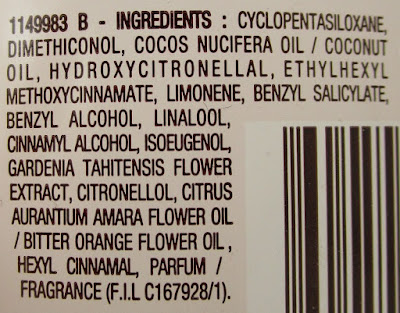 1149983 B - INGREDIENTS : CYCLOPENTASILOXANE,
DIMETHICONOL, COCOS NUCIFERA OIL / COCONUT
OIL, HYDROXYCITRONELLAL, ETHYLHEXYL
METHOXYCINNAMATE, LIMONENE, BENZYL SALICYLATE,
BENZYL ALCOHOL, LINALOOL,
CINNAMYL ALCOHOL, ISOEUGENOL,
GARDENIA TAHITENSIS FLOWER
EXTRACT, CITRONELLOL, CITRUS
AURANTIUM AMARA FLOWER OIL
/ BITTER ORANGE FLOWER OIL ,
HEXYL CINNAMAL, PARFUM /
FRAGRANCE (F.I.L C167928/1).